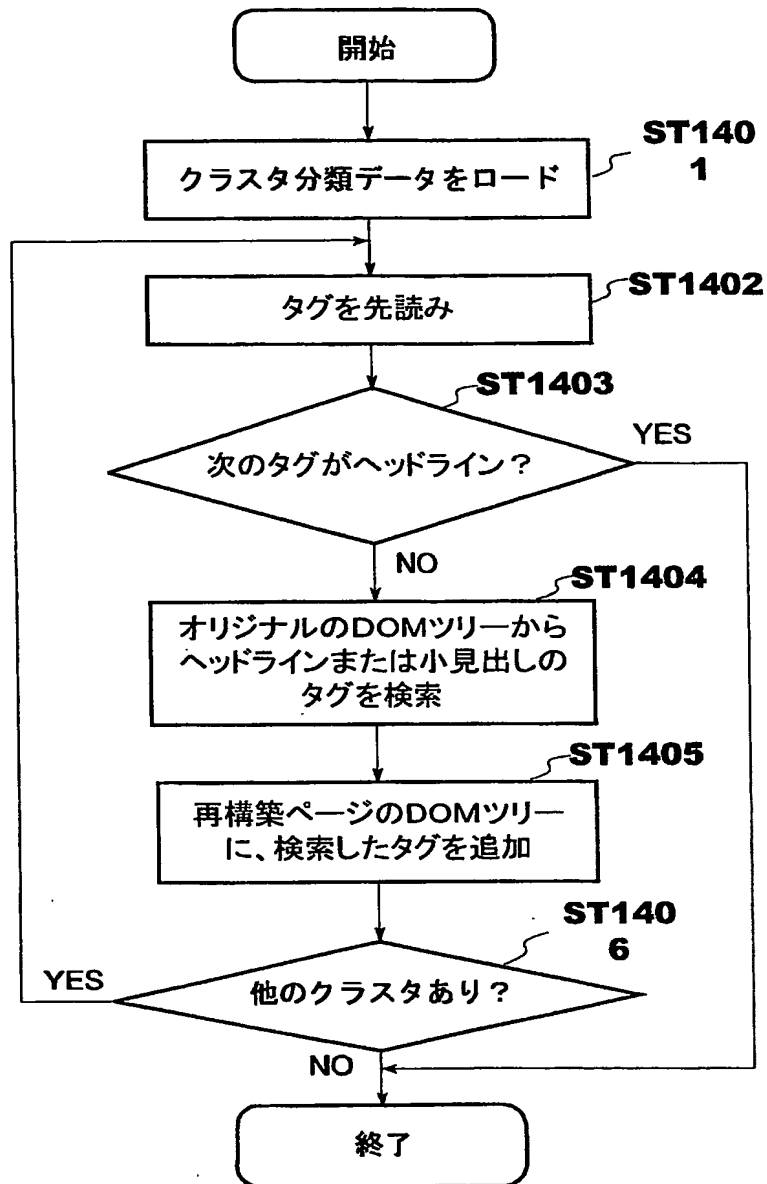 開始
ST140
1
クラスタ分類データをロード
ST1402
タグを先読み
ST1403
次のタグがヘッドライン?
YES
NO
ST1404
オリジナルのDOMツリーから
ヘッドラインまたは小見出しの
タグを検索
ST1405
再構築ページのDOMツリー
に、検索したタグを追加
ST140
6
YES
他のクラスタあり?
NO
終了